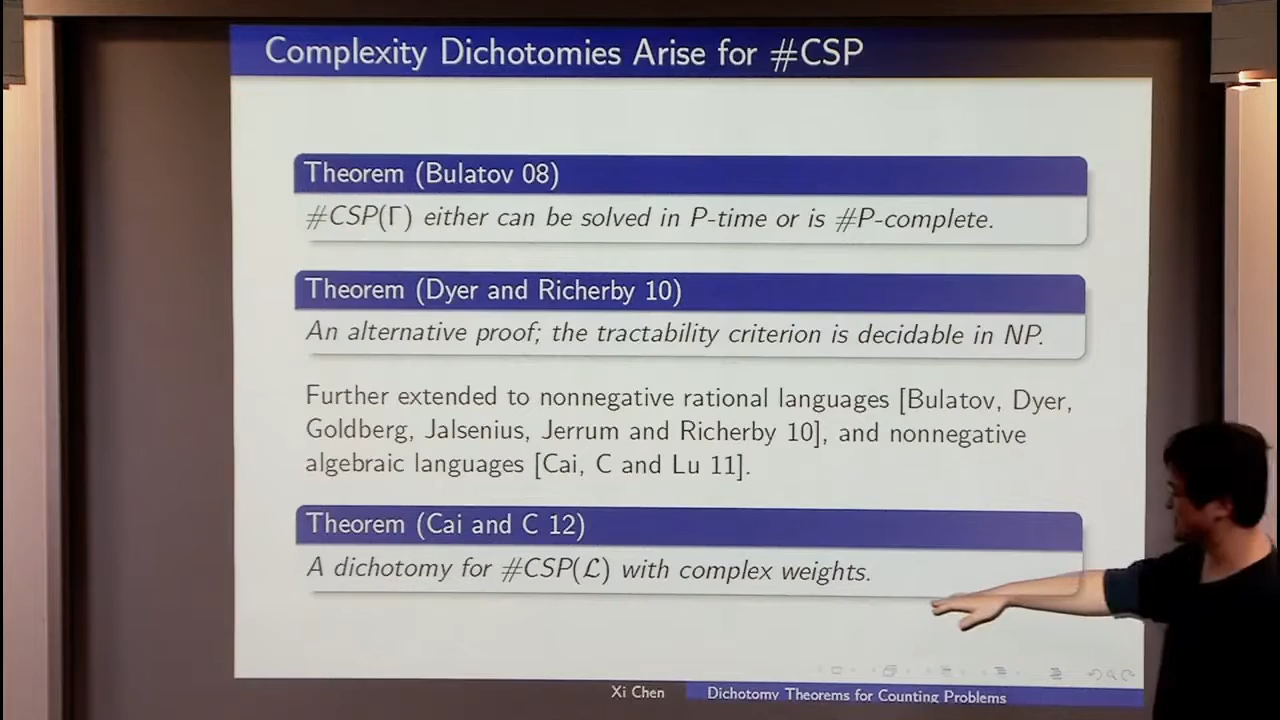 Complexity Dichotomies Arise for #CSP
Theorem (Bulatov 08)
#CSP(Γ) either can be solved in P-time or is #P-complete.
Theorem (Dyer and Richerby 10)
An alternative proof; the tractability criterion is decidable in NP.
Further extended to nonnegative rational languages [Bulatov, Dyer,
Goldberg, Jalsenius, Jerrum and Richerby 10], and nonnegative
algebraic languages [Cai, C and Lu 11].
Theorem (Cai and C 12)
A dichotomy for #CSP(ℒ) with complex weights.
Xi Chen Dichotomy Theorems for Counting Problems